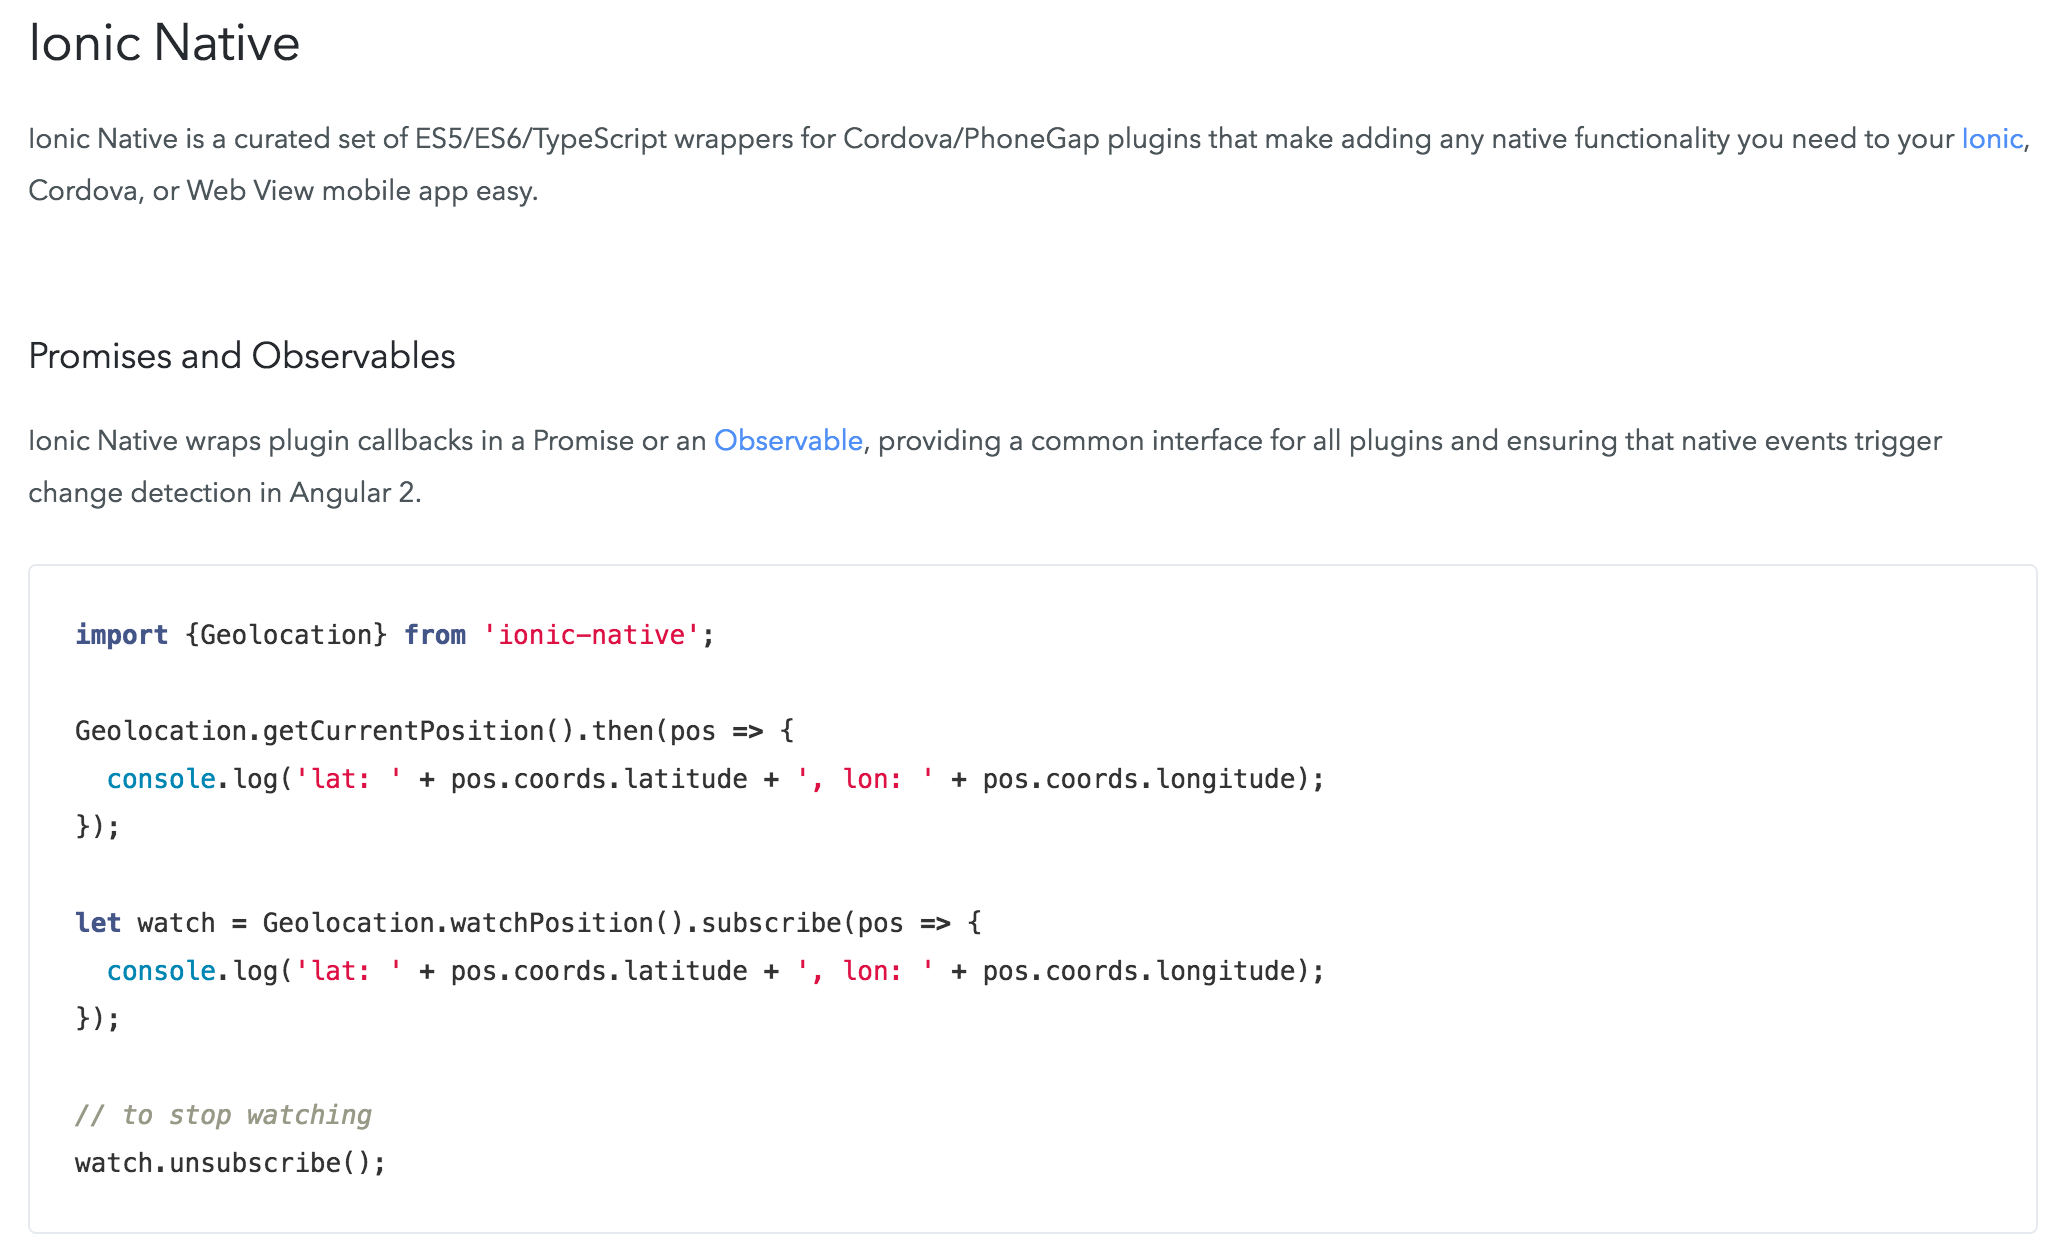 Ionic Native
Ionic Native is a curated set of ES5/ES6/TypeScript wrappers for Cordova/PhoneGap plugins that make adding any native functionality you need to your Ionic,
Cordova, or Web View mobile app easy.
Promises and Observables
Ionic Native wraps plugin callbacks in a Promise or an Observable, providing a common interface for all plugins and ensuring that native events trigger
change detection in Angular 2.
import {Geolocation} from 'ionic-native';
Geolocation.getCurrentPosition().then(pos => {
  console.log('lat: ' + pos.coords.latitude + ', lon: ' + pos.coords.longitude);
});
let watch = Geolocation.watchPosition().subscribe(pos => {
  console.log('lat: ' + pos.coords.latitude + ', lon: ' + pos.coords.longitude);
});
// to stop watching
watch.unsubscribe();